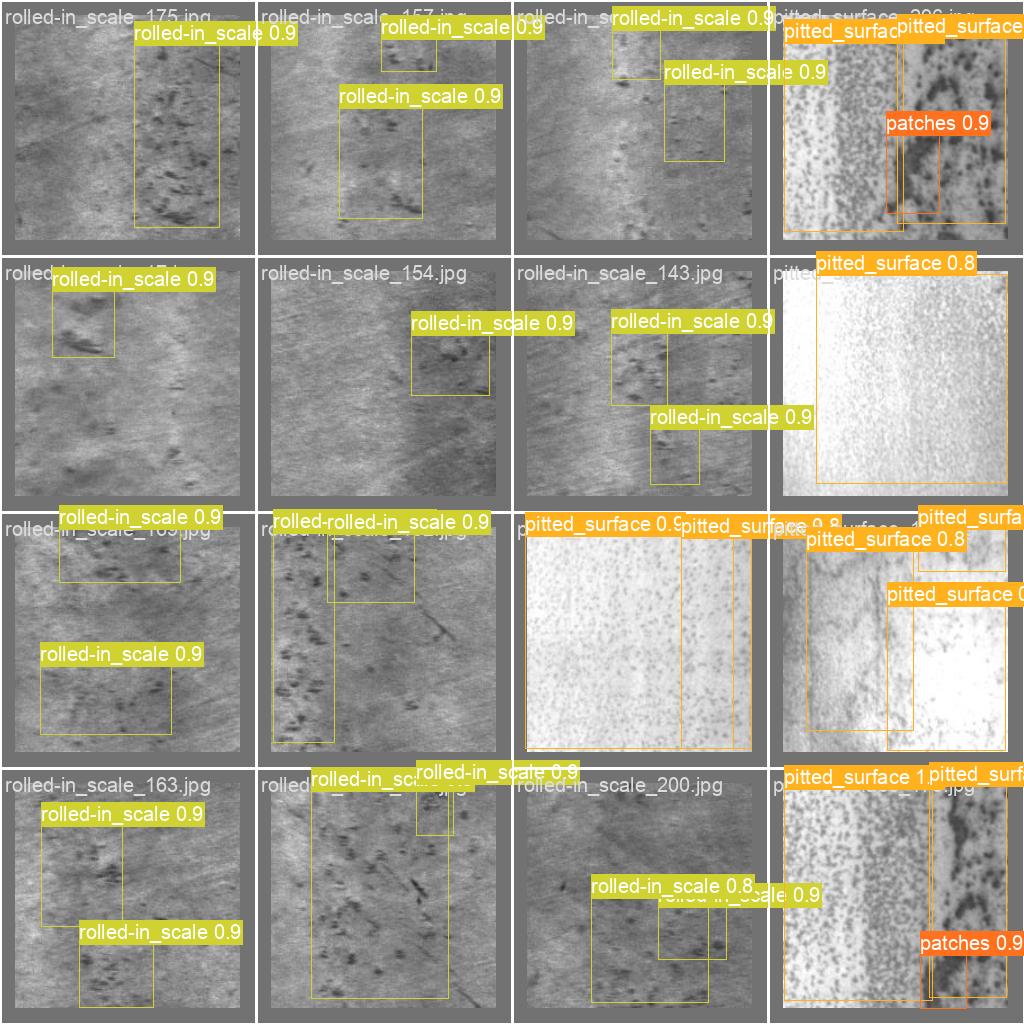 rolled-in_scale_175.jpg
rolled-in_scale 0.9
rolled-in_scale 0.9
rolled-in_scale 0.9
rolled-in_scale 0.9
rolled-in_scale 0.9
pitted_surface
patches 0.9
rolled-in_scale 0.9
rolled-in_scale_154.jpg
rolled-in_scale 0.9
rolled-in_scale_143.jpg
rolled-in_scale 0.9
rolled-in_scale 0.9
pitted_surface 0.8
rolled-in_scale 0.9
rolled-in_scale 0.9
rolled-in_scale 0.9
pitted_surface 0.9
pitted_surface 0.8
pitted_surface 0.8
pitted_surfa
pitted_surface 0
rolled-in_scale_163.jpg
rolled-in_scale 0.9
rolled-in_scale 0.9
rolled-in_scale 0.9
rolled-in_scale_200.jpg
rolled-in_scale 0.8
rolled-in_scale 0.9
pitted_surface 1.
pitted_surf
patches 0.9